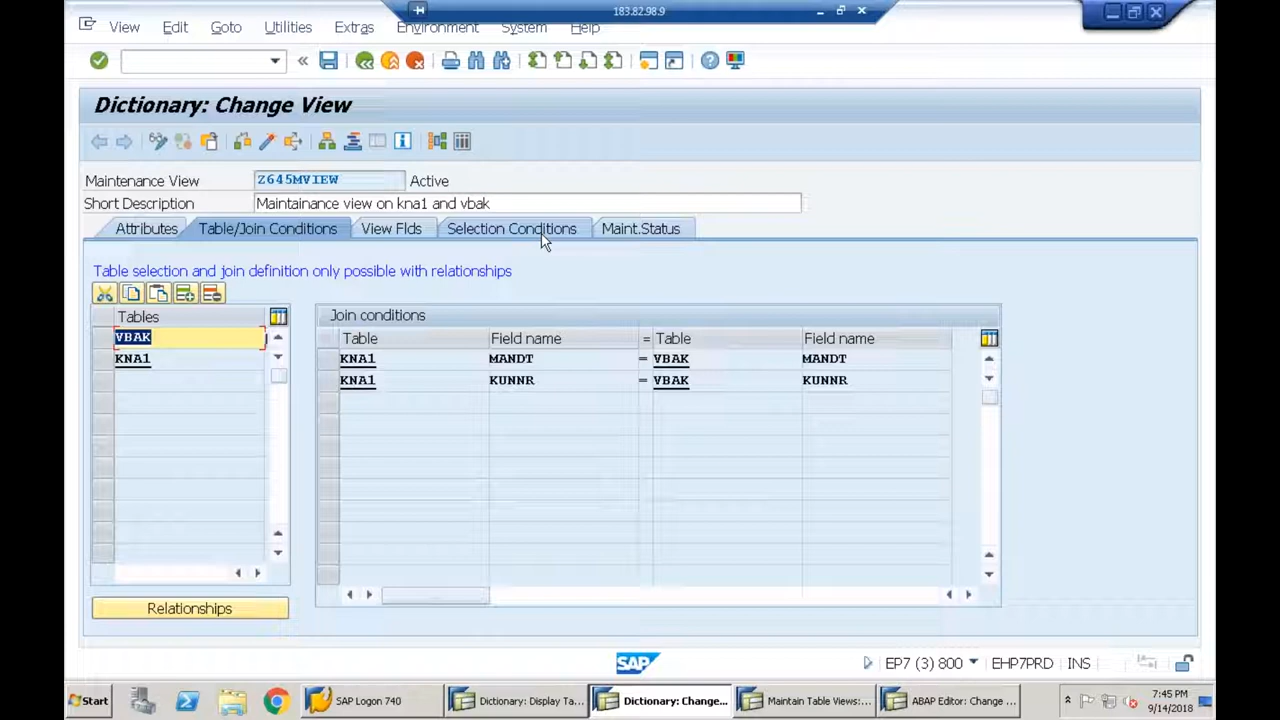 183.82.98.9
View Edit Goto Utilities Extras Environment System Help
Dictionary: Change View
Maintenance View Z645MVIEW Active
Short Description Maintainance view on kna1 and vbak
Attributes Table/Join Conditions View Flds Selection Conditions Maint.Status
Table selection and join definition only possible with relationships
Tables
VBAK
KNA1
Join conditions
Table Field name = Table Field name
KNA1 MANDT = VBAK MANDT
KNA1 KUNNR = VBAK KUNNR
Relationships
SAP EP7 (3) 800 EHP7PRD INS
Start SAP Logon 740 Dictionary: Display Ta... Dictionary: Change... Maintain Table Views:... ABAP Editor: Change ... 7:45 PM
9/14/2018